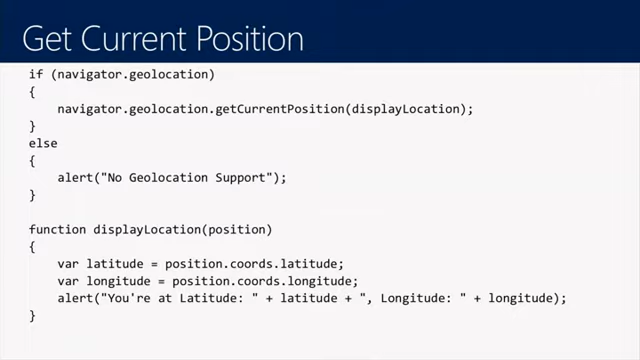 Get Current Position
if (navigator.geolocation)
{
    navigator.geolocation.getCurrentPosition(displayLocation);
}
else
{
    alert("No Geolocation Support");
}
function displayLocation(position)
{
    var latitude = position.coords.latitude;
    var longitude = position.coords.longitude;
    alert("You're at Latitude: " + latitude + ", Longitude: " + longitude);
}